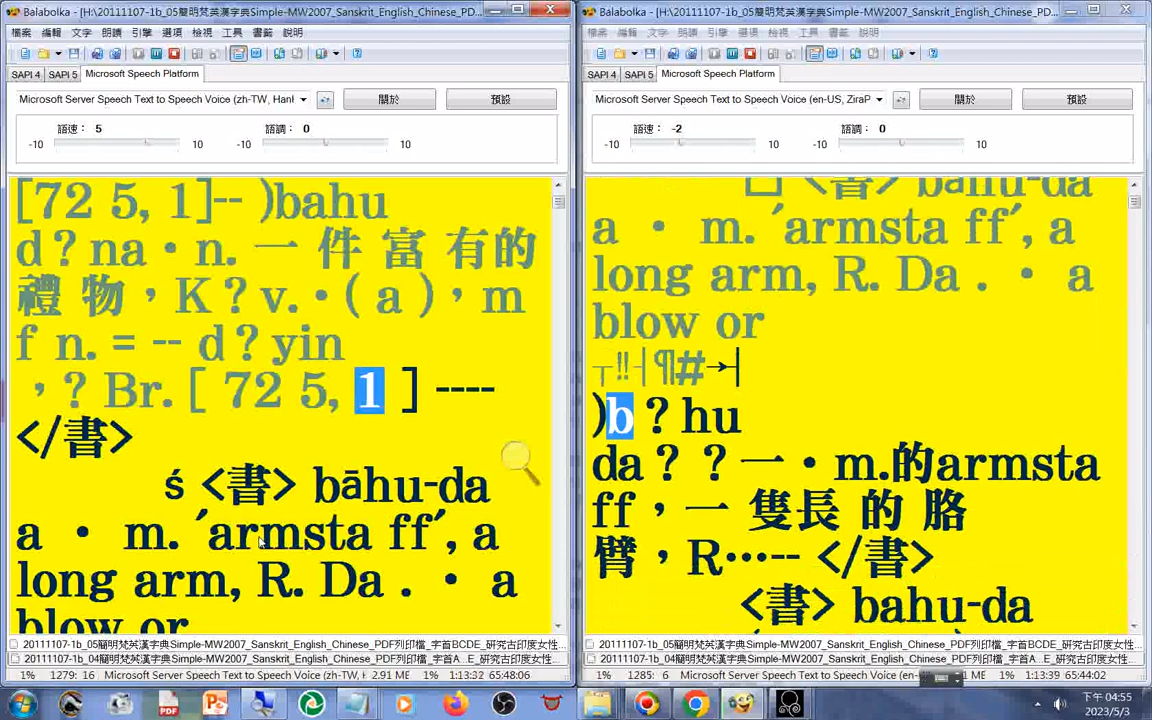 Balabolka - [H:\20111107-1b_05簡明梵英漢字典Simple-MW2007_Sanskrit_English_Chinese_PD...
檔案 編輯 文字 朗讀 引擎 選項 檢視 工具 書籤 說明
SAPI 4 SAPI 5 Microsoft Speech Platform
Microsoft Server Speech Text to Speech Voice (zh-TW, Han
關於 預設
語速： 5 語調： 0
-10 10 -10 10
[72 5, 1]-- )bahu
d？na・n. 一 件 富 有的
禮 物，K？v.・( a )，m
f n. = -- d？yin
，？Br. [ 72 5, 1 ] ----
</書>
ś <書> bāhu-da
a ・ m. ´armsta ff´, a
long arm, R. Da . ・ a
blow or
20111107-1b_05簡明梵英漢字典Simple-MW2007_Sanskrit_English_Chinese_PDF列印檔_字首BCDE_研究古印度女性...
20111107-1b_04簡明梵英漢字典Simple-MW2007_Sanskrit_English_Chinese_PDF列印檔_字首A...E_研究古印度女性...
1% 1279: 16 Microsoft Server Speech Text to Speech Voice (zh-TW, H 2.91 ME 1% 1:13:32 65:48:06
Balabolka - [H:\20111107-1b_05簡明梵英漢字典Simple-MW2007_Sanskrit_English_Chinese_PD...
檔案 編輯 文字 朗讀 引擎 選項 檢視 工具 書籤 說明
SAPI 4 SAPI 5 Microsoft Speech Platform
Microsoft Server Speech Text to Speech Voice (en-US, ZiraP
關於 預設
語速： -2 語調： 0
-10 10 -10 10
□ <書> bahu-da
a ・ m. ´armsta ff´, a
long arm, R. Da . ・ a
blow or
┬‼┤¶#→┤
)b？hu
da？？一・m.的armsta
ff，一 隻長 的 胳
臂，R…-- </書>
<書> bahu-da
20111107-1b_05簡明梵英漢字典Simple-MW2007_Sanskrit_English_Chinese_PDF列印檔_字首BCDE_研究古印度女性...
20111107-1b_04簡明梵英漢字典Simple-MW2007_Sanskrit_English_Chinese_PDF列印檔_字首A...E_研究古印度女性...
1% 1285: 6 Microsoft Server Speech Text to Speech Voice (en-US 1 ME 1% 1:13:39 65:44:02
下午 04:55
2023/5/3